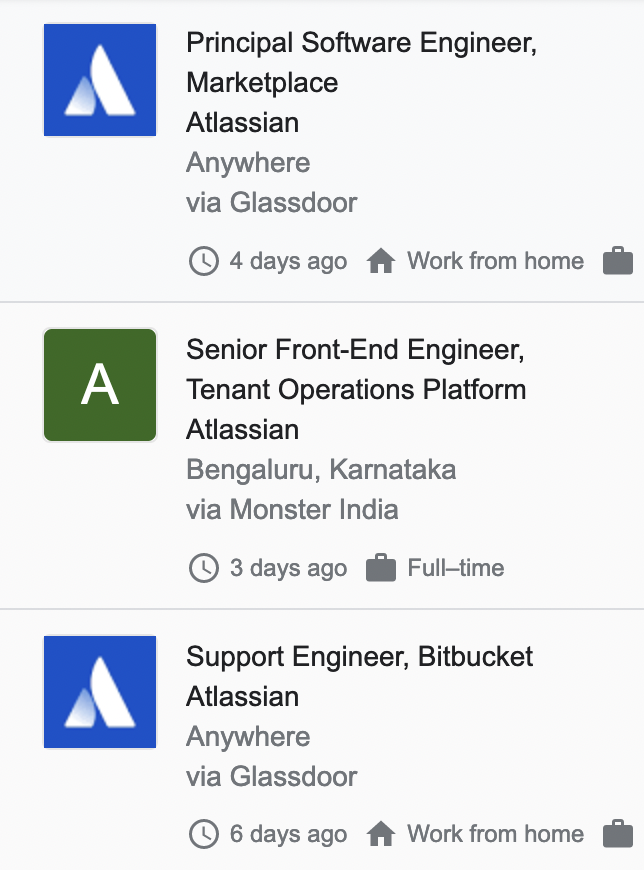 Principal Software Engineer,
Marketplace
Atlassian
Anywhere
via Glassdoor
4 days ago Work from home
A
Senior Front-End Engineer,
Tenant Operations Platform
Atlassian
Bengaluru, Karnataka
via Monster India
3 days ago Full–time
Support Engineer, Bitbucket
Atlassian
Anywhere
via Glassdoor
6 days ago Work from home